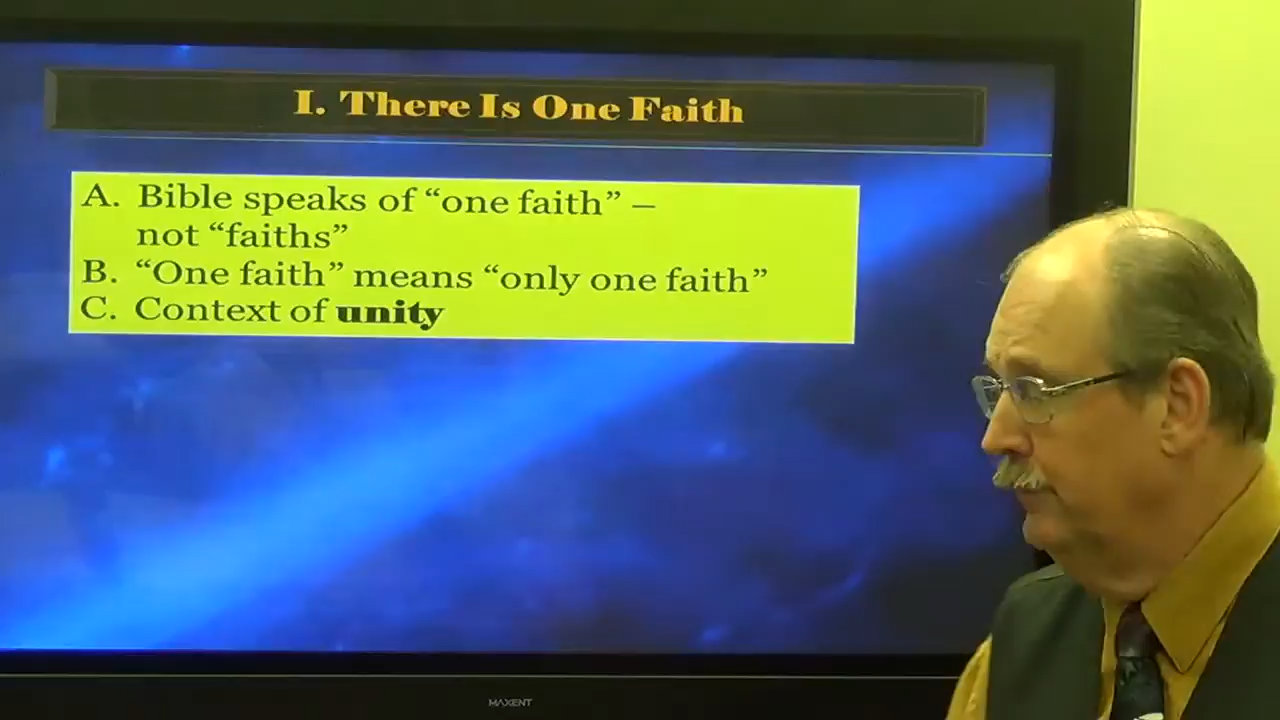 I. There Is One Faith
A. Bible speaks of “one faith” –
not “faiths”
B. “One faith” means “only one faith”
C. Context of unity
MAXENT